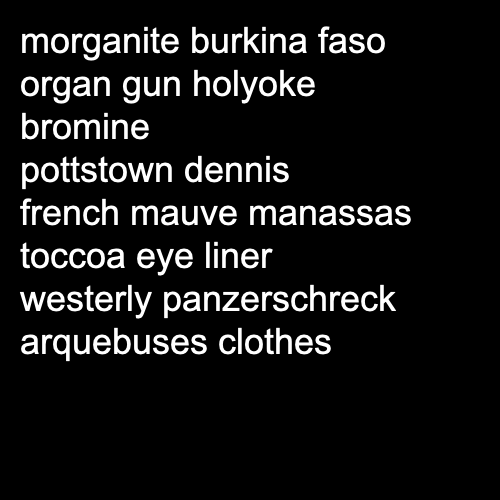 morganite burkina faso
organ gun holyoke
bromine
pottstown dennis
french mauve manassas
toccoa eye liner
westerly panzerschreck
arquebuses clothes